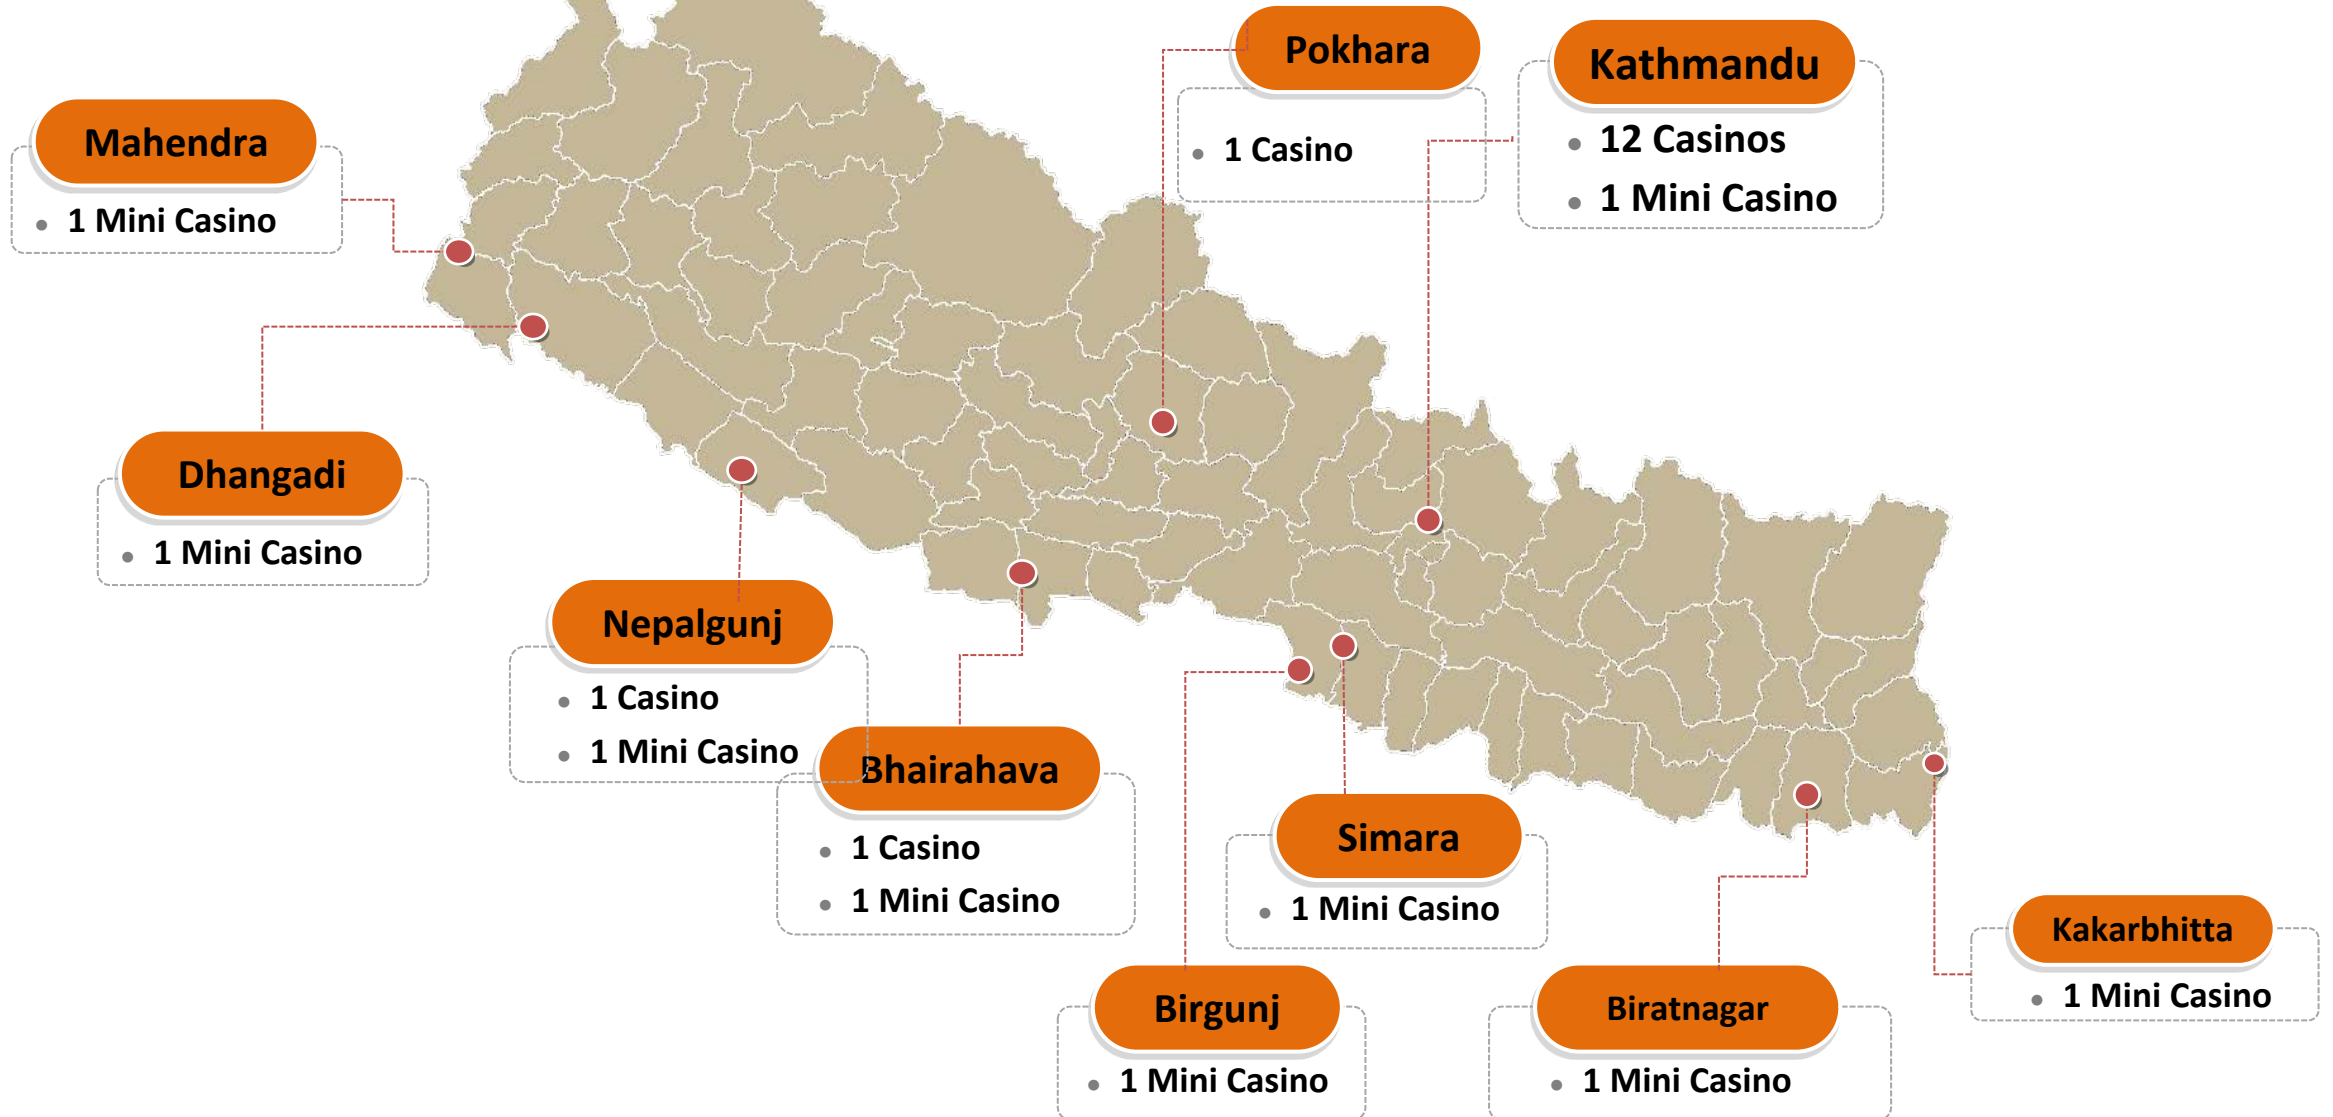 Pokhara
1 Casino
Kathmandu
12 Casinos
1 Mini Casino
Mahendra
1 Mini Casino
Dhangadi
1 Mini Casino
Nepalgunj
1 Casino
1 Mini Casino
Bhairahava
1 Casino
1 Mini Casino
Simara
1 Mini Casino
Birgunj
1 Mini Casino
Biratnagar
1 Mini Casino
Kakarbhitta
1 Mini Casino